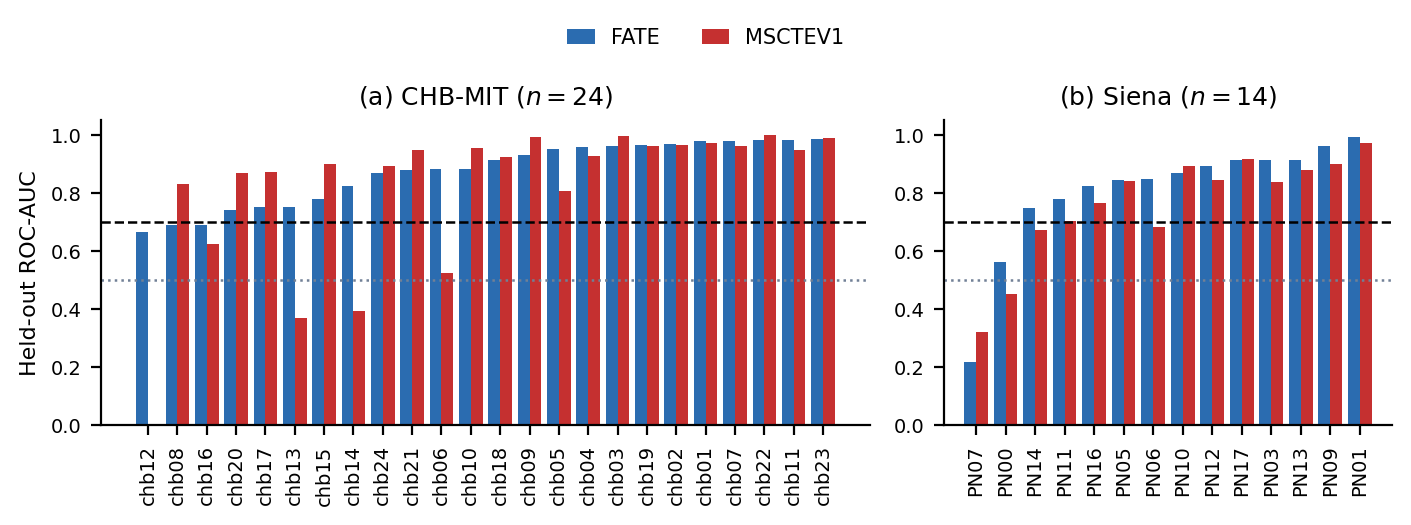 FATE MSCTEV1
(a) CHB-MIT (n = 24)
Held-out ROC-AUC
1.0
0.8
0.6
0.4
0.2
0.0
chb12 chb08 chb16 chb20 chb17 chb13 chb15 chb14 chb24 chb21 chb06 chb10 chb18 chb09 chb05 chb04 chb03 chb19 chb02 chb01 chb07 chb22 chb11 chb23
(b) Siena (n = 14)
1.0
0.8
0.6
0.4
0.2
0.0
PN07 PN00 PN14 PN11 PN16 PN05 PN06 PN10 PN12 PN17 PN03 PN13 PN09 PN01